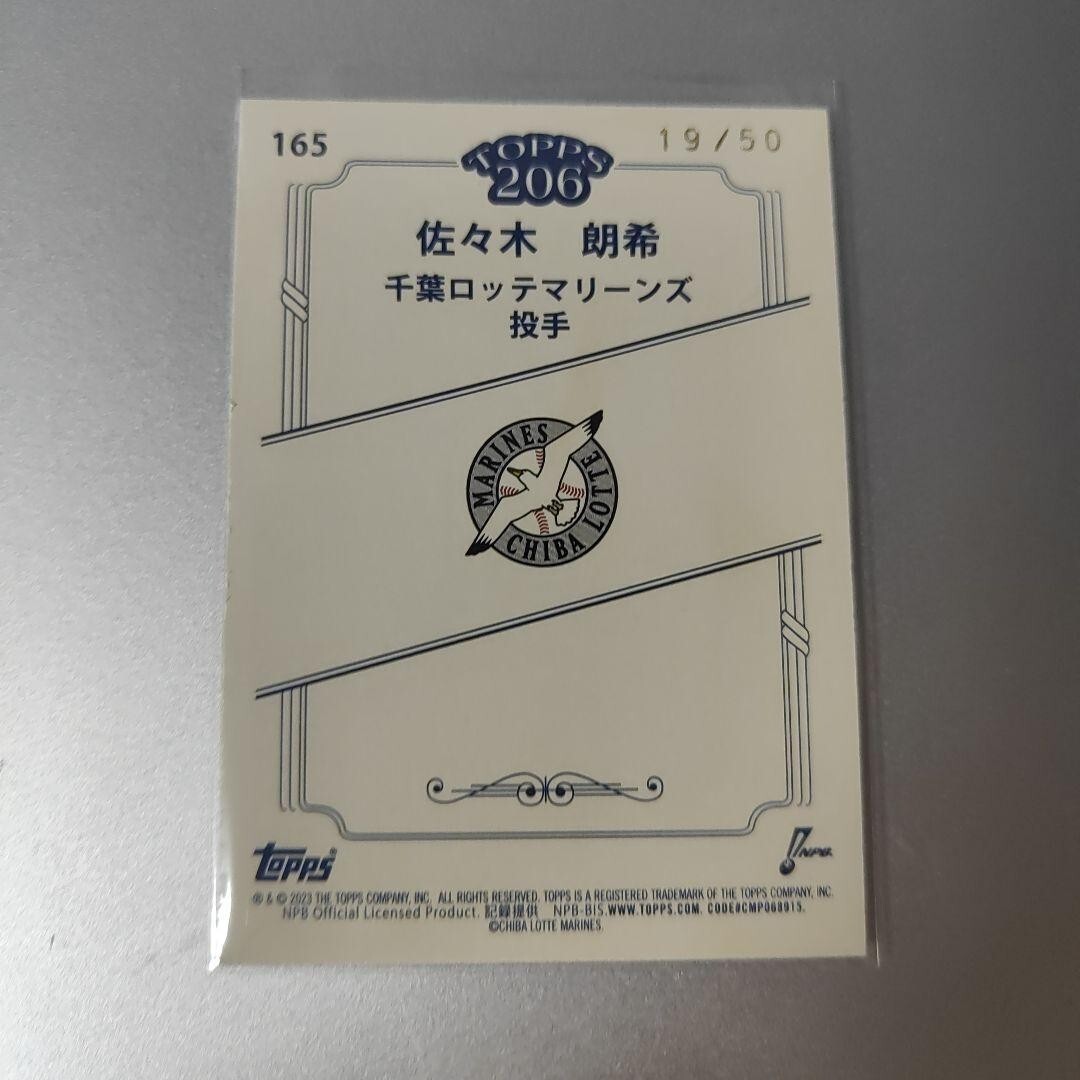 165
19/50
TOPPS
206
佐々木 朗希
千葉ロッテマリーンズ
投手
MARINES
CHIBA LOTTE
topps®
NPB.
® & © 2023 THE TOPPS COMPANY, INC. ALL RIGHTS RESERVED. TOPPS IS A REGISTERED TRADEMARK OF THE TOPPS COMPANY, INC.
NPB Official Licensed Product. 記録提供 NPB-BIS. WWW.TOPPS.COM. CODE#CMP068915.
©CHIBA LOTTE MARINES.